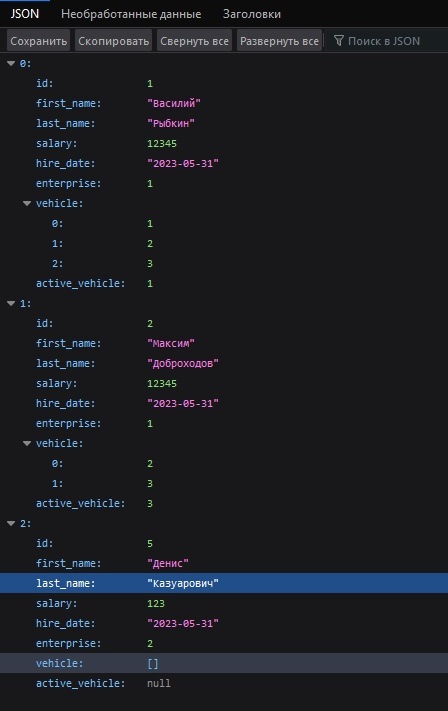 JSON Необработанные данные Заголовки
Сохранить Скопировать Свернуть все Развернуть все Поиск в JSON
0:
id: 1
first_name: "Василий"
last_name: "Рыбкин"
salary: 12345
hire_date: "2023-05-31"
enterprise: 1
vehicle:
0: 1
1: 2
2: 3
active_vehicle: 1
1:
id: 2
first_name: "Максим"
last_name: "Доброходов"
salary: 12345
hire_date: "2023-05-31"
enterprise: 1
vehicle:
0: 2
1: 3
active_vehicle: 3
2:
id: 5
first_name: "Денис"
last_name: "Казуарович"
salary: 123
hire_date: "2023-05-31"
enterprise: 2
vehicle: []
active_vehicle: null